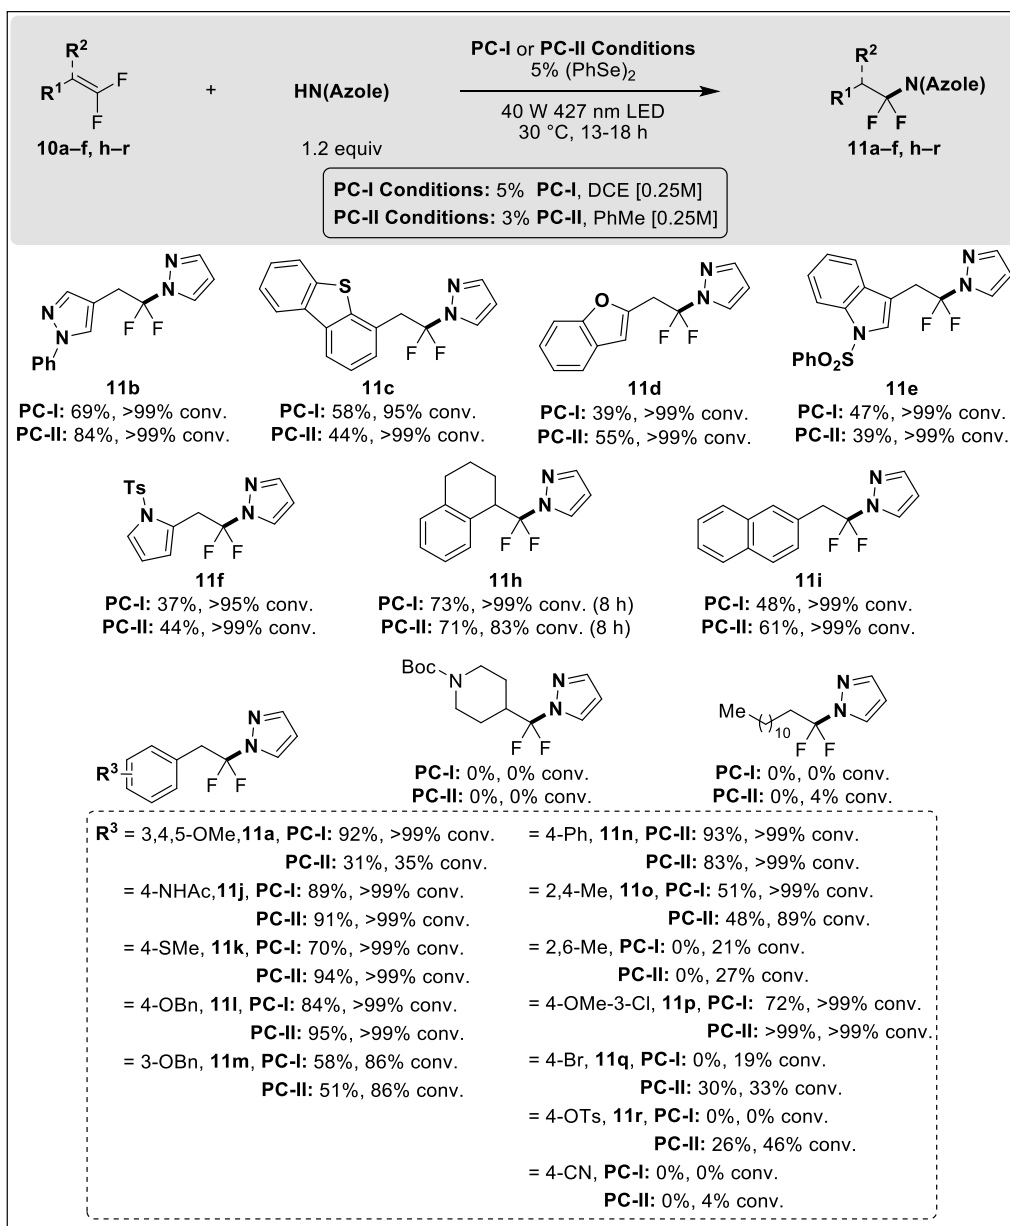 R2
R1
F
F
10a–f, h–r
+
HN(Azole)
1.2 equiv
PC-I or PC-II Conditions
5% (PhSe)2
40 W 427 nm LED
30 °C, 13-18 h
R2
R1
N(Azole)
F F
11a–f, h–r
PC-I Conditions: 5% PC-I, DCE [0.25M]
PC-II Conditions: 3% PC-II, PhMe [0.25M]
N
N
N
N
F F
Ph
11b
PC-I: 69%, >99% conv.
PC-II: 84%, >99% conv.
S
N
N
F F
11c
PC-I: 58%, 95% conv.
PC-II: 44%, >99% conv.
O
N
N
F F
11d
PC-I: 39%, >99% conv.
PC-II: 55%, >99% conv.
N
N
N
F F
PhO2S
11e
PC-I: 47%, >99% conv.
PC-II: 39%, >99% conv.
Ts
N
N
N
F F
11f
PC-I: 37%, >95% conv.
PC-II: 44%, >99% conv.
N
N
F F
11h
PC-I: 73%, >99% conv. (8 h)
PC-II: 71%, 83% conv. (8 h)
N
N
F F
11i
PC-I: 48%, >99% conv.
PC-II: 61%, >99% conv.
N
N
R3
F F
Boc
N
N
N
F F
PC-I: 0%, 0% conv.
PC-II: 0%, 0% conv.
N
N
Me
10
F F
PC-I: 0%, 0% conv.
PC-II: 0%, 4% conv.
R3 = 3,4,5-OMe,11a, PC-I: 92%, >99% conv.
PC-II: 31%, 35% conv.
= 4-NHAc,11j, PC-I: 89%, >99% conv.
PC-II: 91%, >99% conv.
= 4-SMe, 11k, PC-I: 70%, >99% conv.
PC-II: 94%, >99% conv.
= 4-OBn, 11l, PC-I: 84%, >99% conv.
PC-II: 95%, >99% conv.
= 3-OBn, 11m, PC-I: 58%, 86% conv.
PC-II: 51%, 86% conv.
= 4-Ph, 11n, PC-II: 93%, >99% conv.
PC-II: 83%, >99% conv.
= 2,4-Me, 11o, PC-I: 51%, >99% conv.
PC-II: 48%, 89% conv.
= 2,6-Me, PC-I: 0%, 21% conv.
PC-II: 0%, 27% conv.
= 4-OMe-3-Cl, 11p, PC-I: 72%, >99% conv.
PC-II: >99%, >99% conv.
= 4-Br, 11q, PC-I: 0%, 19% conv.
PC-II: 30%, 33% conv.
= 4-OTs, 11r, PC-I: 0%, 0% conv.
PC-II: 26%, 46% conv.
= 4-CN, PC-I: 0%, 0% conv.
PC-II: 0%, 4% conv.